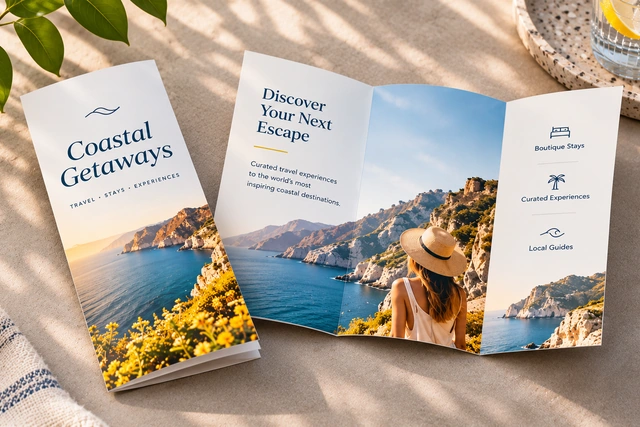 Coastal
Getaways
TRAVEL • STAYS • EXPERIENCES
Discover
Your Next
Escape
Curated travel experiences
to the world's most
inspiring coastal destinations.
Boutique Stays
Curated Experiences
Local Guides